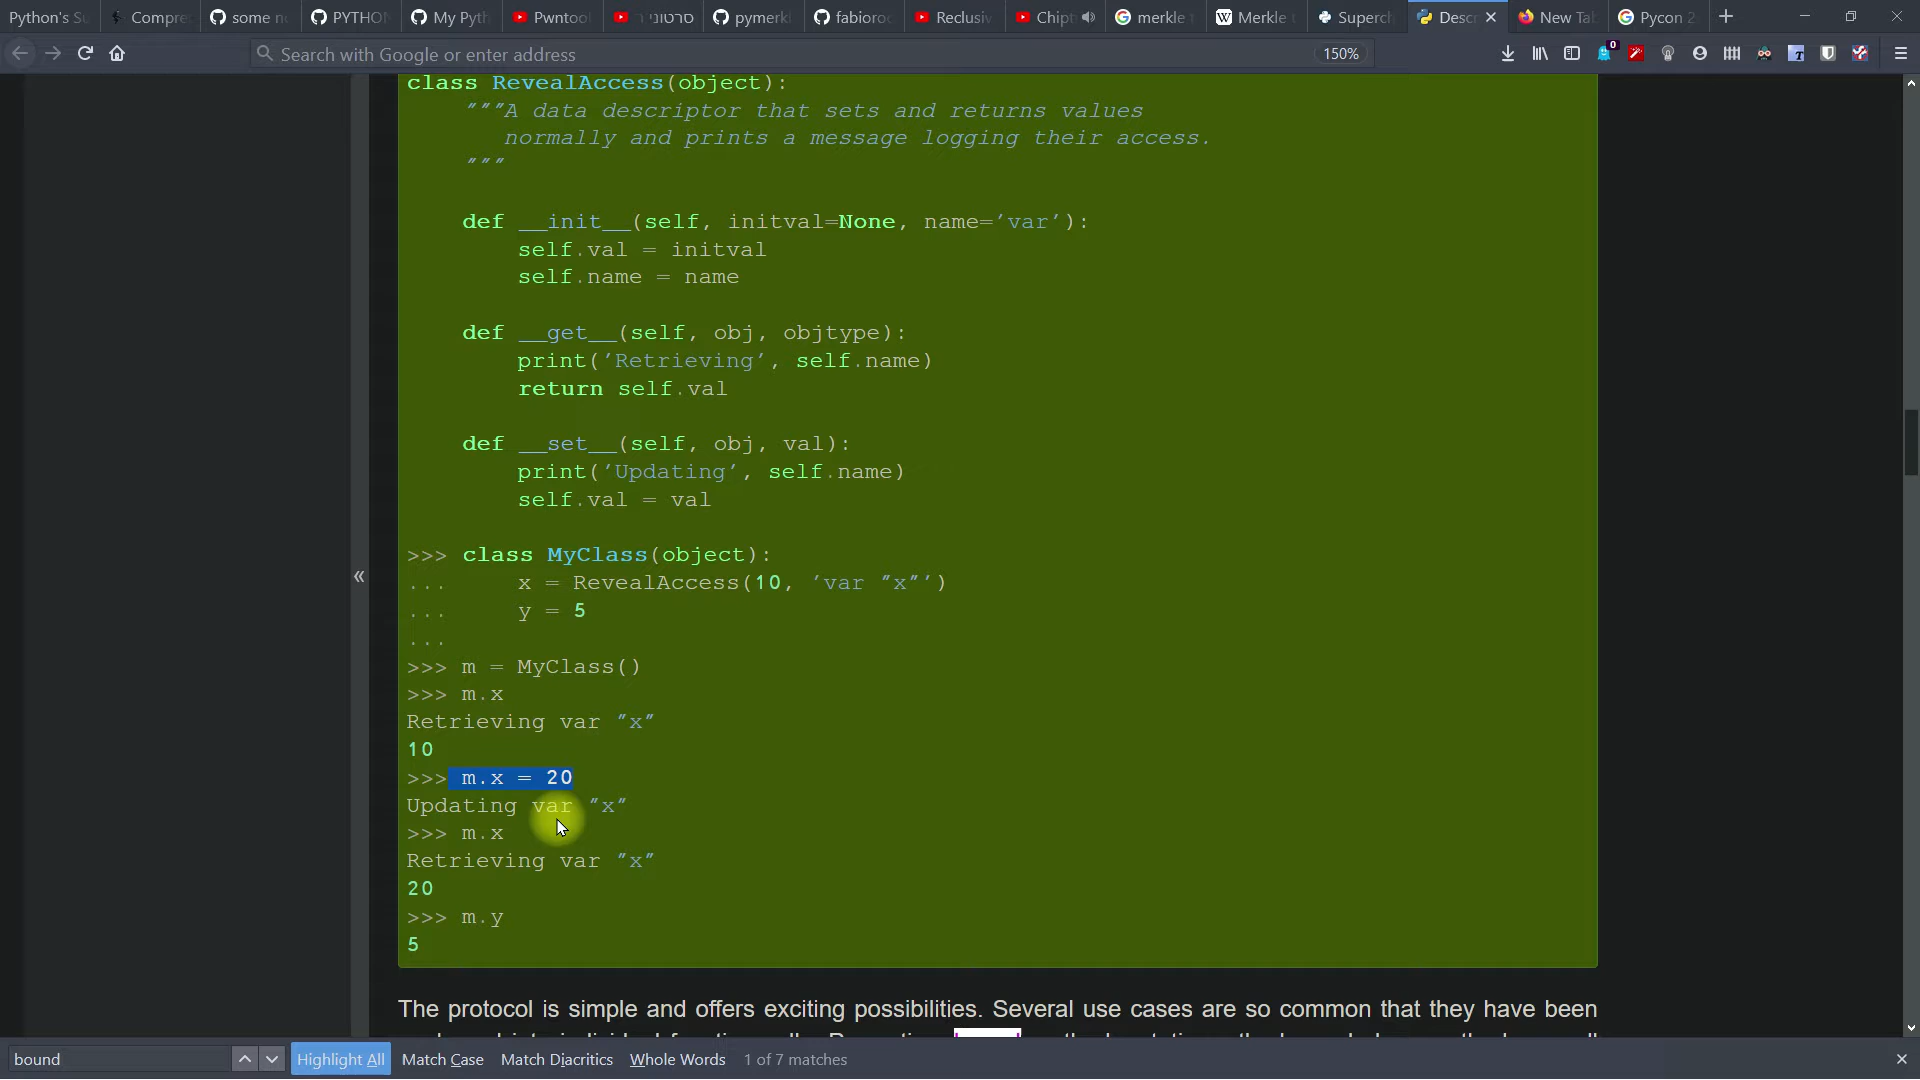 Python's Su
Compre
some no
PYTHON
My Pyth
Pwntoo
סרטוני ר
pymerkl
fabioroc
Reclusiv
Chipt
merkle t
Merkle t
Superch
Descr
New Tab
Pycon 2
Search with Google or enter address
150%
0
class RevealAccess(object):
"""A data descriptor that sets and returns values
normally and prints a message logging their access.
"""
def __init__(self, initval=None, name='var'):
self.val = initval
self.name = name
def __get__(self, obj, objtype):
print('Retrieving', self.name)
return self.val
def __set__(self, obj, val):
print('Updating', self.name)
self.val = val
>>> class MyClass(object):
... x = RevealAccess(10, 'var "x"')
... y = 5
...
>>> m = MyClass()
>>> m.x
Retrieving var "x"
10
>>> m.x = 20
Updating var "x"
>>> m.x
Retrieving var "x"
20
>>> m.y
5
«
The protocol is simple and offers exciting possibilities. Several use cases are so common that they have been
bound
Highlight All
Match Case
Match Diacritics
Whole Words
1 of 7 matches